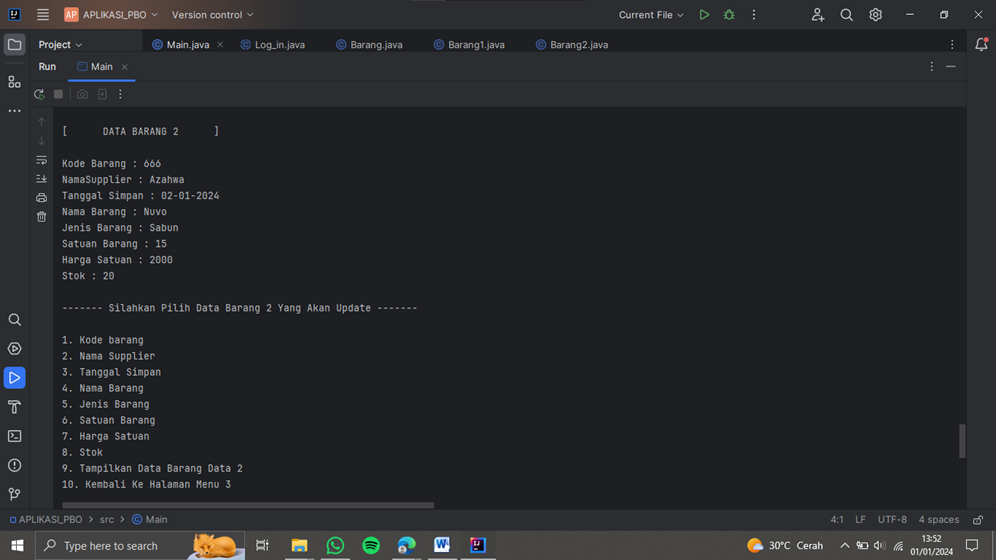 AP APLIKASI_PBO Version control Current File
Project Main.java Log_in.java Barang.java Barang1.java Barang2.java
Run Main
[ DATA BARANG 2 ]
Kode Barang : 666
NamaSupplier : Azahwa
Tanggal Simpan : 02-01-2024
Nama Barang : Nuvo
Jenis Barang : Sabun
Satuan Barang : 15
Harga Satuan : 2000
Stok : 20
------- Silahkan Pilih Data Barang 2 Yang Akan Update -------
1. Kode barang
2. Nama Supplier
3. Tanggal Simpan
4. Nama Barang
5. Jenis Barang
6. Satuan Barang
7. Harga Satuan
8. Stok
9. Tampilkan Data Barang Data 2
10. Kembali Ke Halaman Menu 3
APLIKASI_PBO > src > Main 4:1 LF UTF-8 4 spaces
Type here to search 30°C Cerah 13:52
01/01/2024